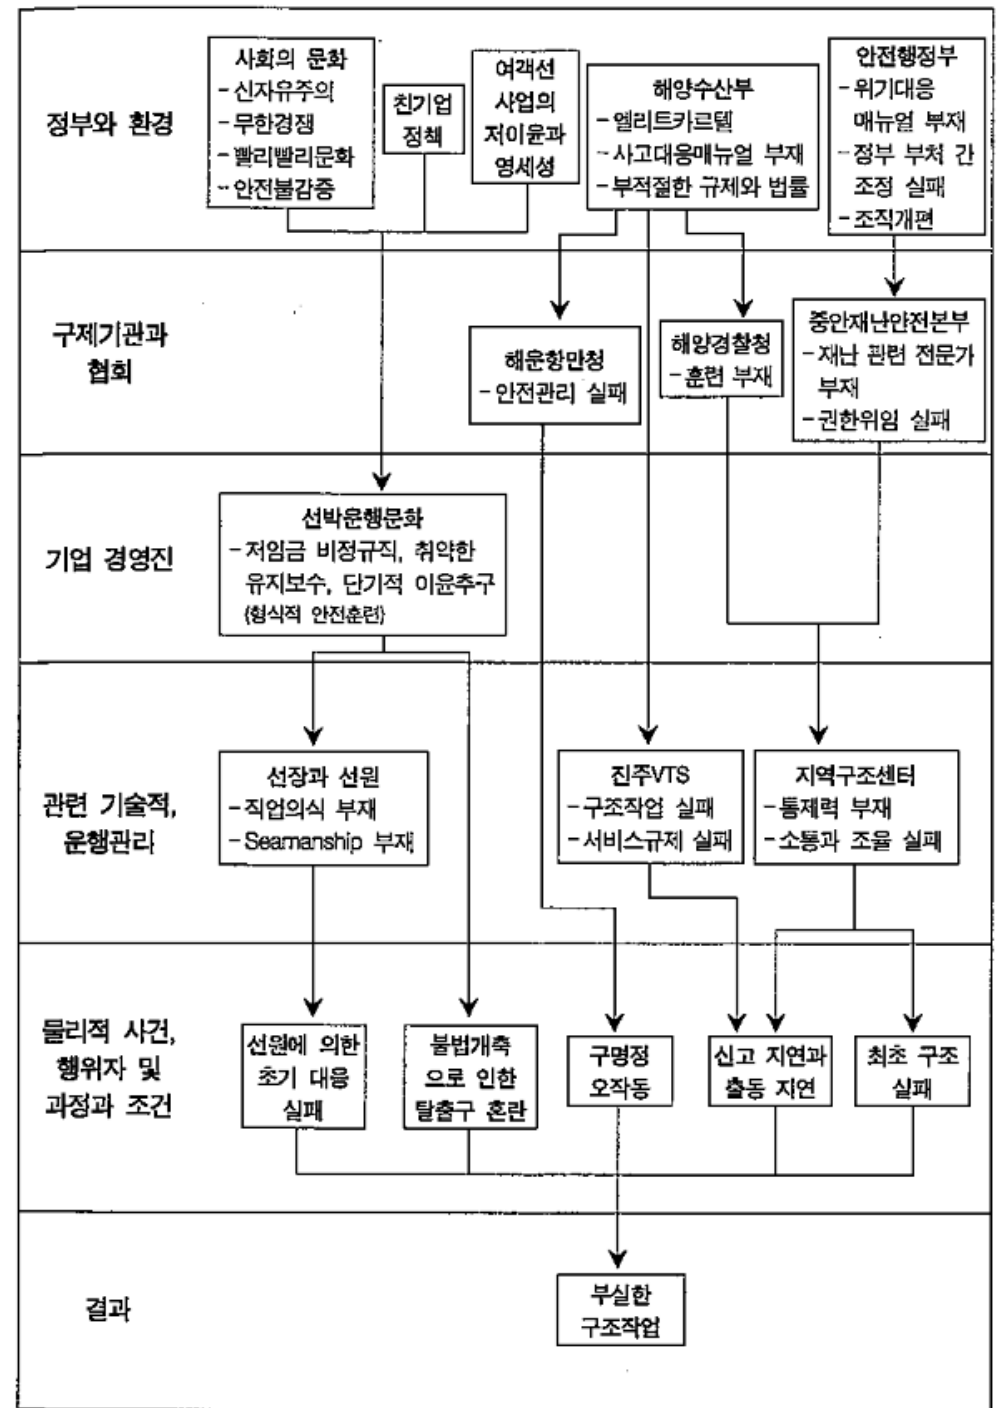 정부와 환경
사회의 문화
- 신자유주의
- 무한경쟁
- 빨리빨리문화
- 안전불감증
친기업
정책
여객선
사업의
저이윤과
영세성
해양수산부
- 엘리트카르텔
- 사고대응매뉴얼 부재
- 부적절한 규제와 법률
안전행정부
- 위기대응
매뉴얼 부재
- 정부 부처 간
조정 실패
- 조직개편
구제기관과
협회
해운항만청
- 안전관리 실패
해양경찰청
- 훈련 부재
중안재난안전본부
- 재난 관련 전문가
부재
- 권한위임 실패
기업 경영진
선박운행문화
- 저임금 비정규직, 취약한
유지보수, 단기적 이윤추구
(형식적 안전훈련)
관련 기술적,
운행관리
선장과 선원
- 직업의식 부재
- Seamanship 부재
진주VTS
- 구조작업 실패
- 서비스규제 실패
지역구조센터
- 통제력 부재
- 소통과 조율 실패
물리적 사건,
행위자 및
과정과 조건
선원에 의한
초기 대응
실패
불법개축
으로 인한
탈출구 혼란
구명정
오작동
신고 지연과
출동 지연
최초 구조
실패
결과
부실한
구조작업